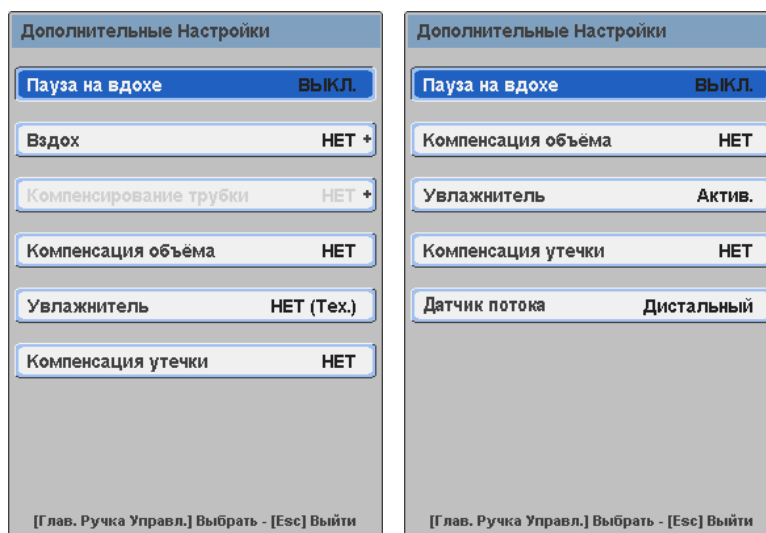 Дополнительные Настройки
Пауза на вдохе ВЫКЛ.
Вздох НЕТ +
Компенсирование трубки НЕТ +
Компенсация объёма НЕТ
Увлажнитель НЕТ (Тех.)
Компенсация утечки НЕТ
[Глав. Ручка Управл.] Выбрать - [Esc] Выйти
Дополнительные Настройки
Пауза на вдохе ВЫКЛ.
Компенсация объёма НЕТ
Увлажнитель Актив.
Компенсация утечки НЕТ
Датчик потока Дистальный
[Глав. Ручка Управл.] Выбрать - [Esc] Выйти